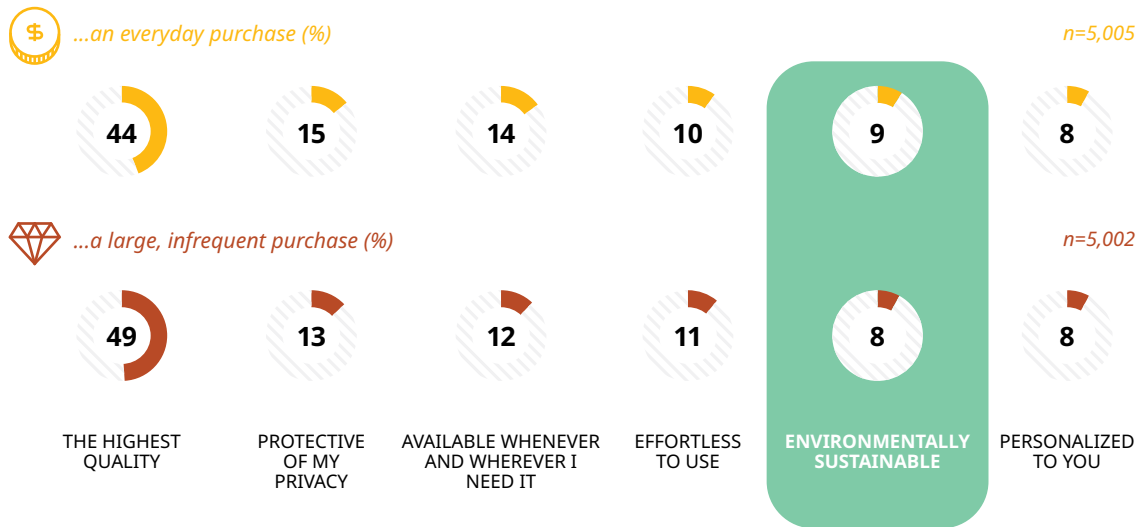 $
...an everyday purchase (%)
n=5,005
44
15
14
10
9
8
...a large, infrequent purchase (%)
n=5,002
49
13
12
11
8
8
THE HIGHEST
QUALITY
PROTECTIVE
OF MY
PRIVACY
AVAILABLE WHENEVER
AND WHEREVER I
NEED IT
EFFORTLESS
TO USE
ENVIRONMENTALLY
SUSTAINABLE
PERSONALIZED
TO YOU